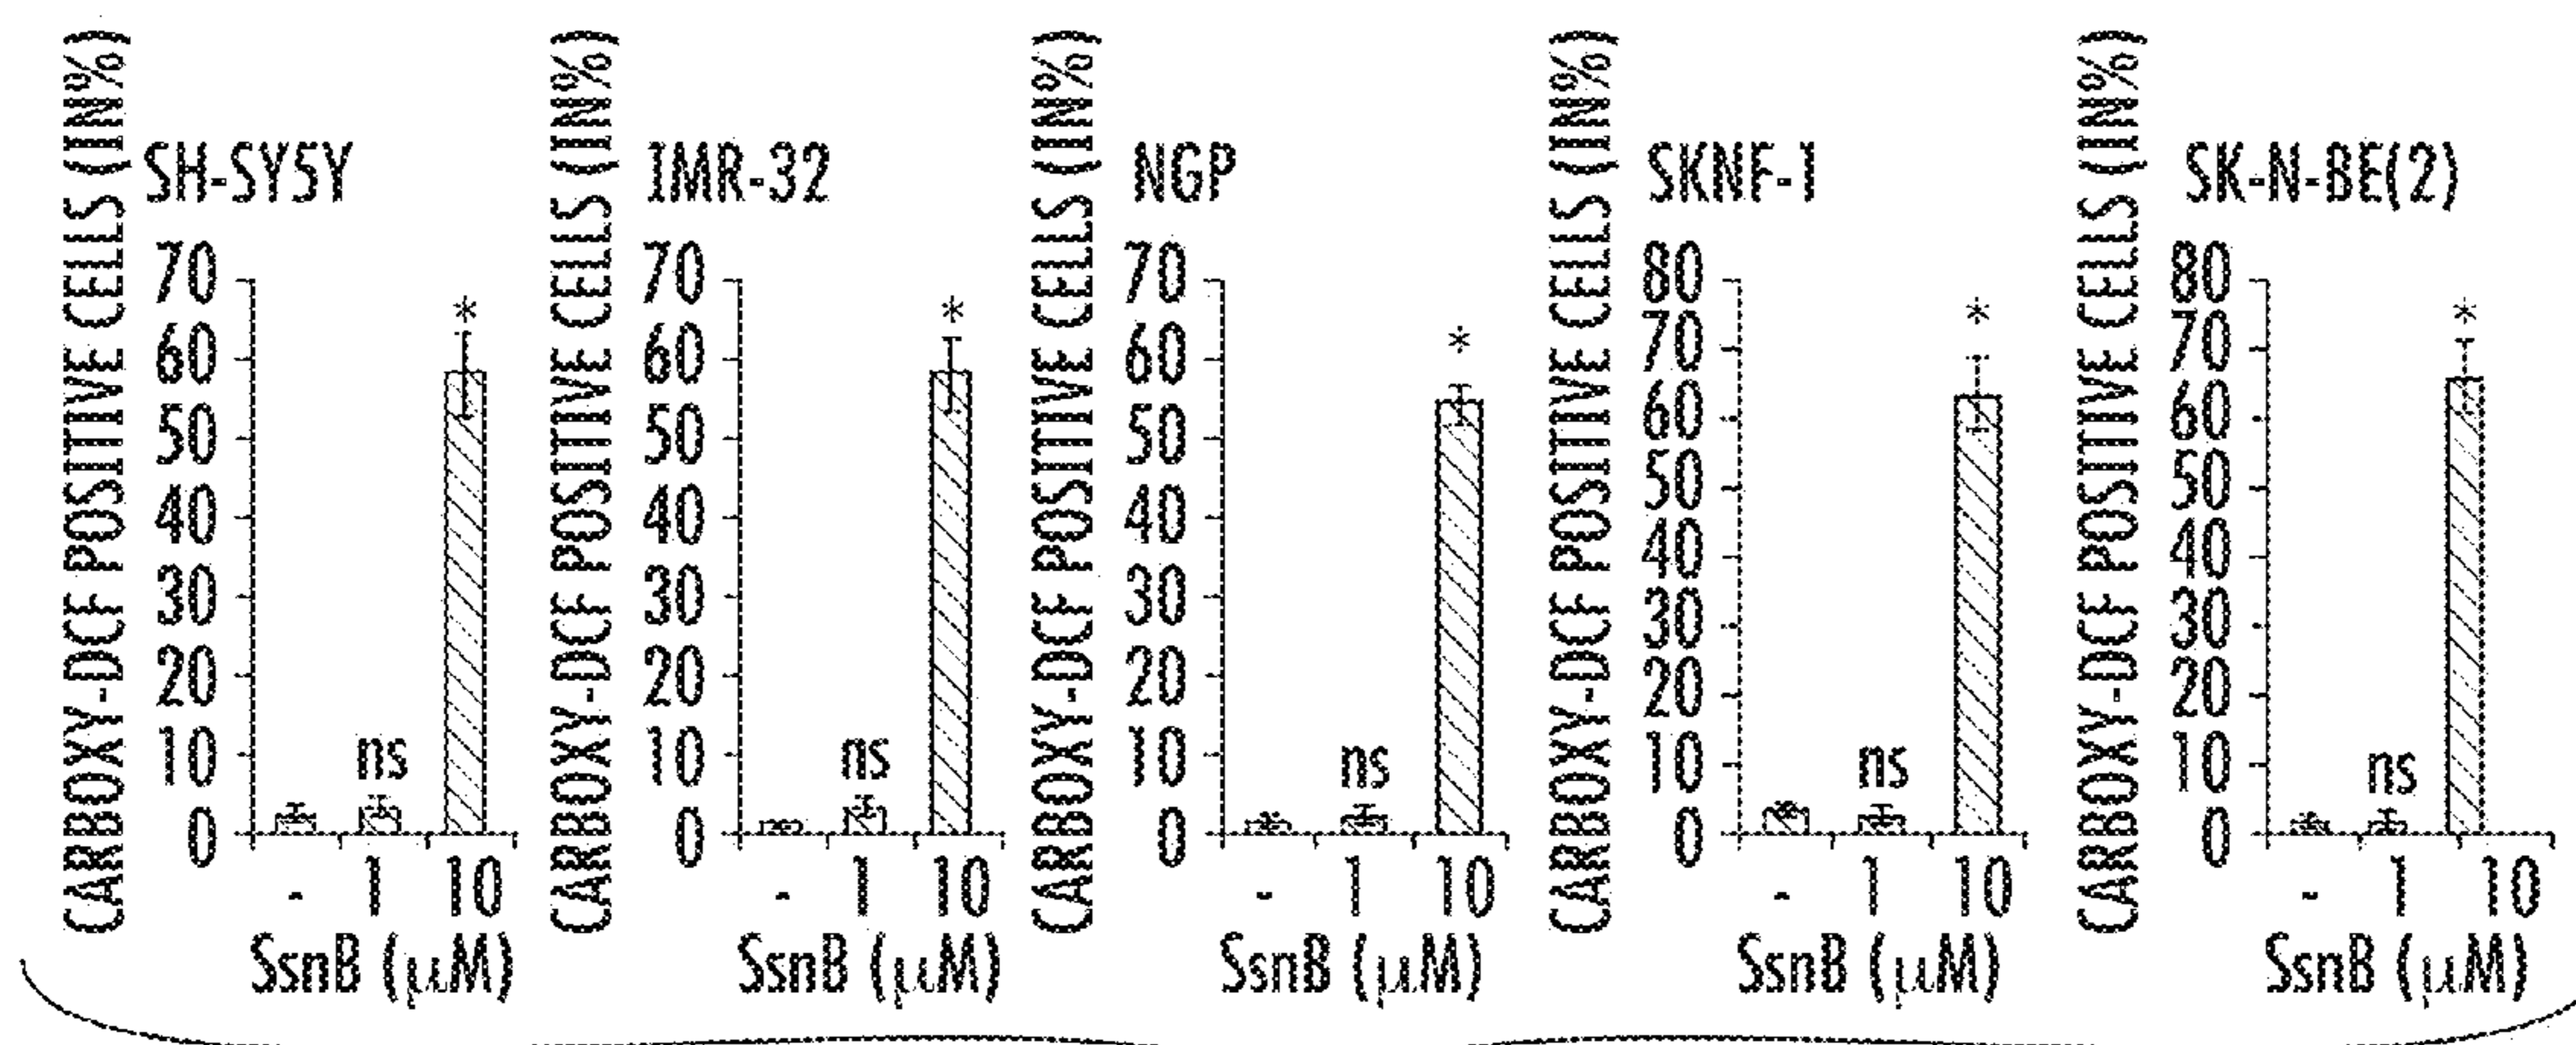 CARBOXY-DCF POSITIVE CELLS (IN%)
SH-SY5Y
70
60
50
40
30
20
10
0
ns
*
- 1 10
SsnB (µM)
CARBOXY-DCF POSITIVE CELLS (IN%)
IMR-32
70
60
50
40
30
20
10
0
ns
*
- 1 10
SsnB (µM)
CARBOXY-DCF POSITIVE CELLS (IN%)
NGP
70
60
50
40
30
20
10
0
ns
*
- 1 10
SsnB (µM)
CARBOXY-DCF POSITIVE CELLS (IN%)
SKNF-1
80
70
60
50
40
30
20
10
0
ns
*
- 1 10
SsnB (µM)
CARBOXY-DCF POSITIVE CELLS (IN%)
SK-N-BE(2)
80
70
60
50
40
30
20
10
0
ns
*
- 1 10
SsnB (µM)